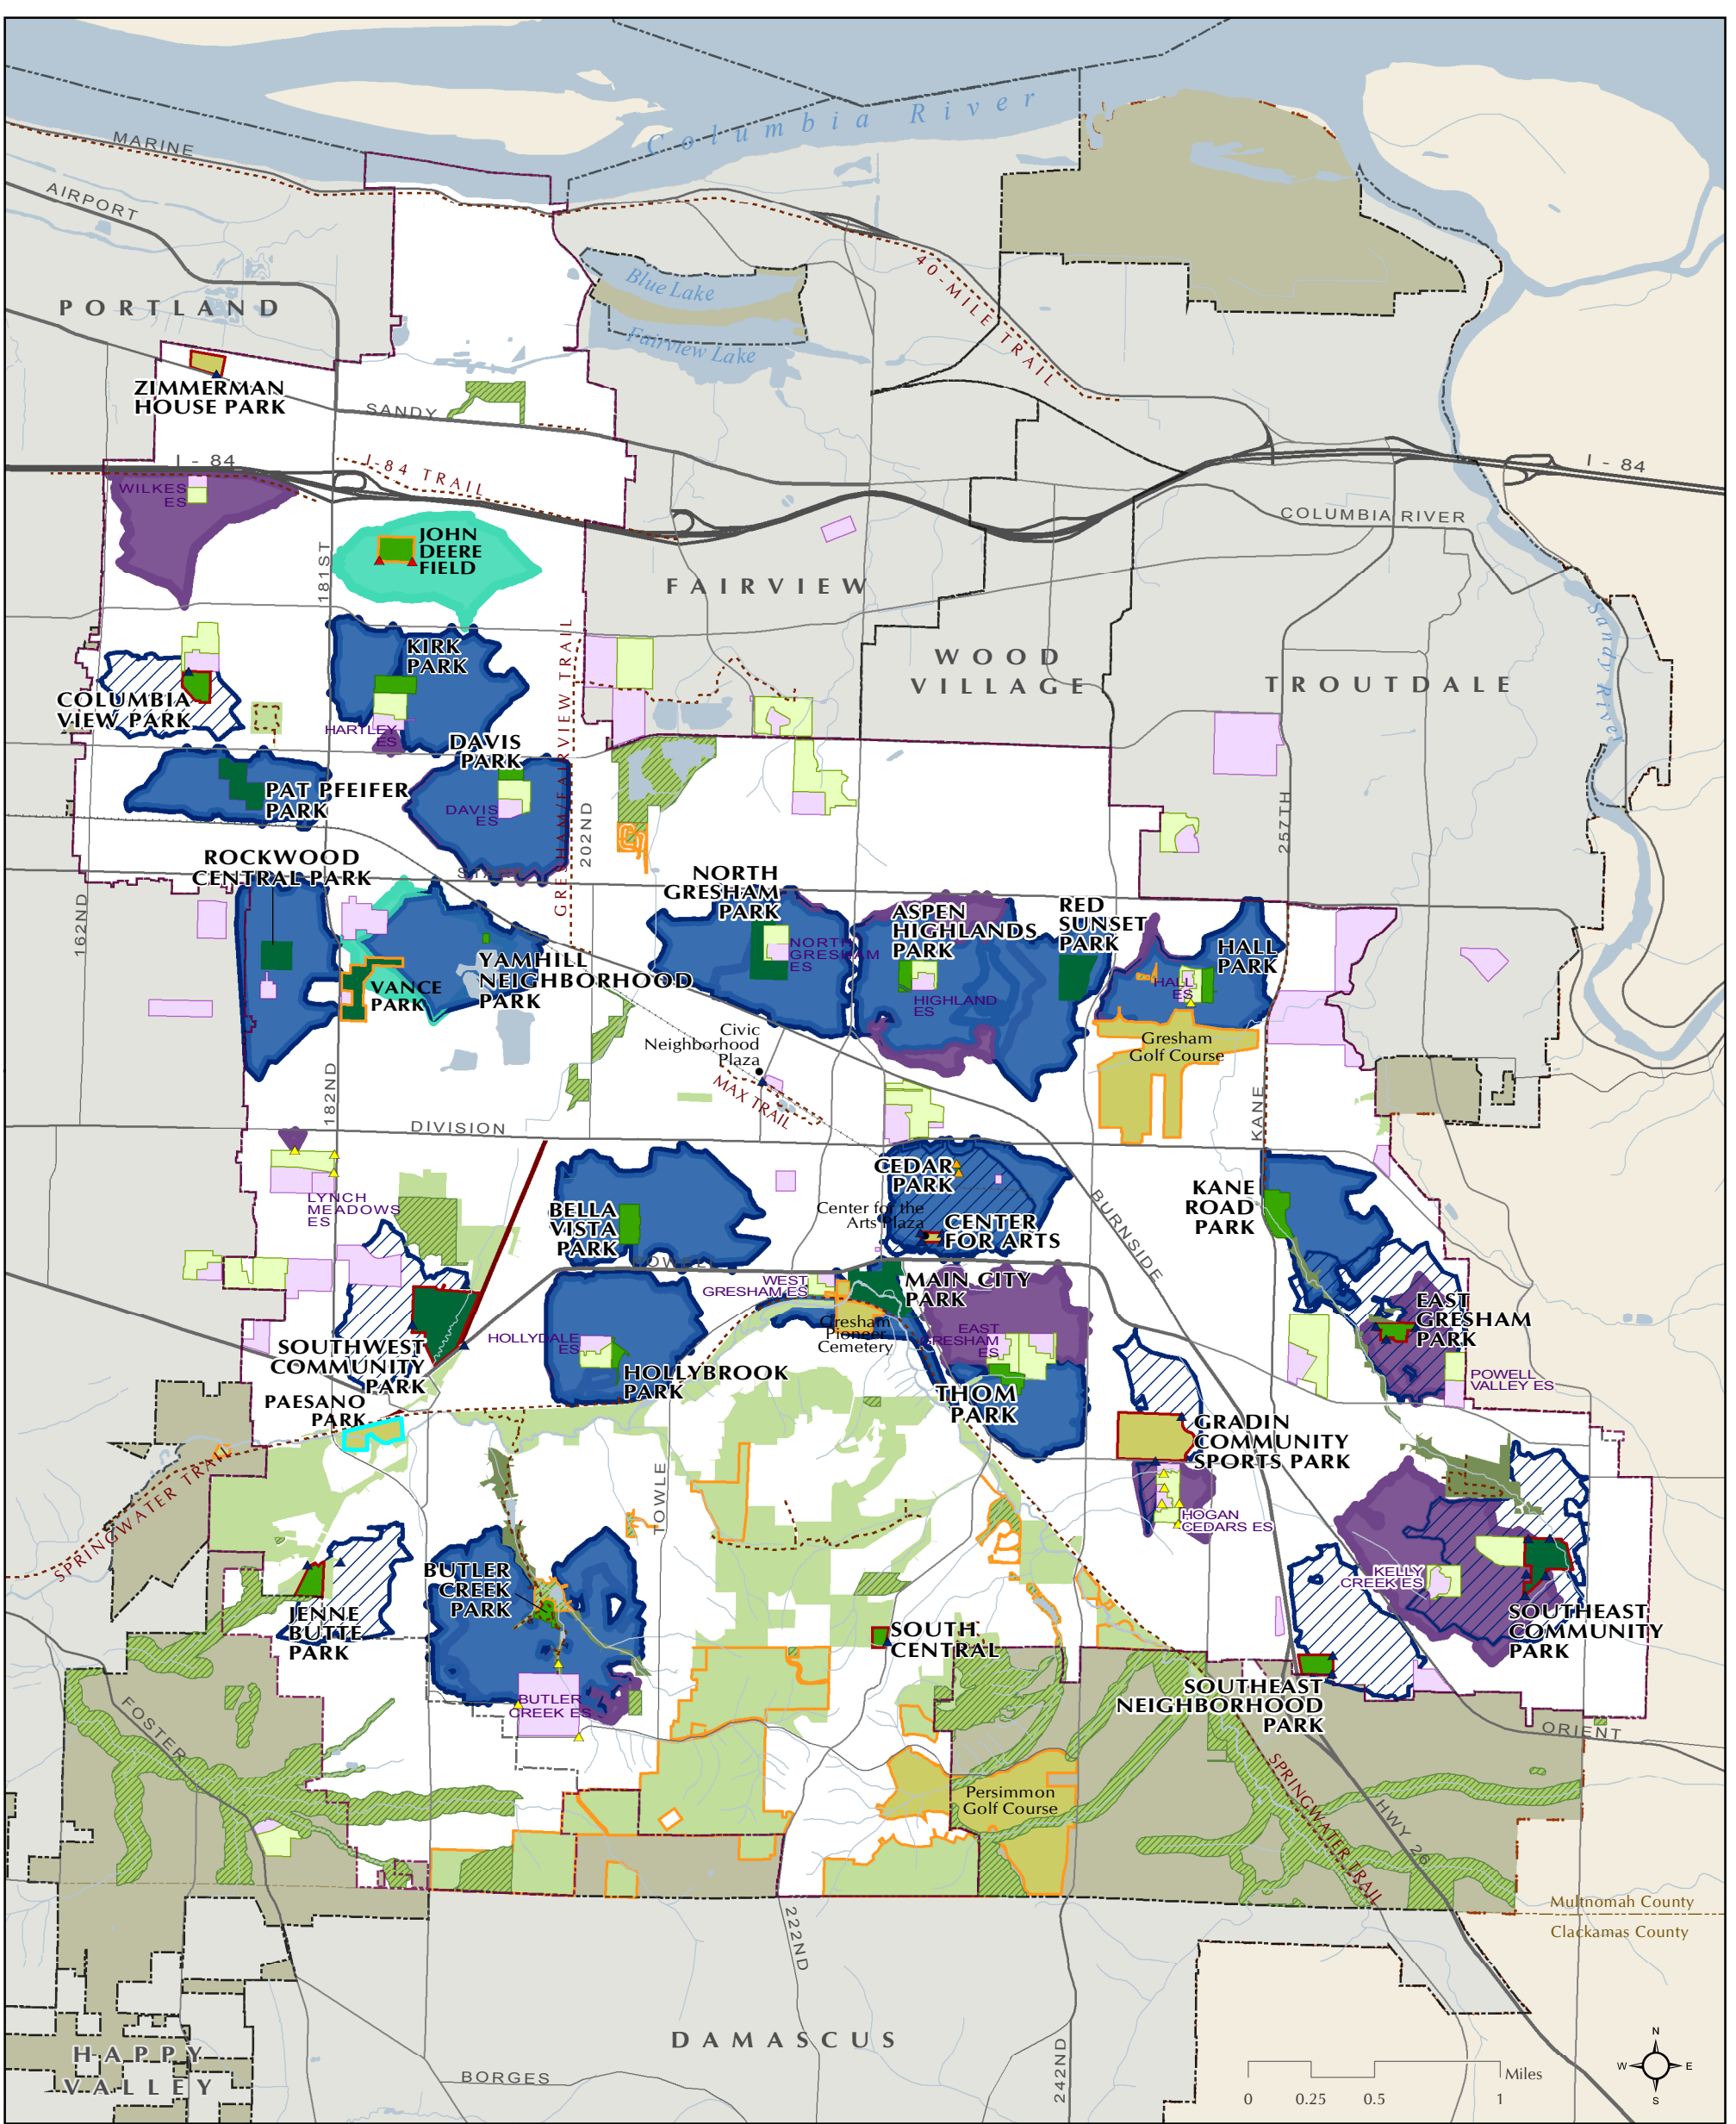 Columbia River
MARINE
AIRPORT
PORTLAND
Blue Lake
Fairview Lake
40-MILE TRAIL
ZIMMERMAN
HOUSE PARK
SANDY
I - 84
I-84 TRAIL
I - 84
WILKES
ES
COLUMBIA RIVER
JOHN
DEERE
FIELD
181ST
FAIRVIEW
Sandy River
KIRK
PARK
WOOD
VILLAGE
TROUTDALE
COLUMBIA
VIEW PARK
HARTLEY
ES
GRESHAM/FAIRVIEW TRAIL
DAVIS
PARK
PAT PFEIFER
PARK
DAVIS
ES
202ND
257TH
ROCKWOOD
CENTRAL PARK
STARK
162ND
NORTH
GRESHAM
PARK
ASPEN
HIGHLANDS
PARK
RED
SUNSET
PARK
HALL
PARK
NORTH
GRESHAM
ES
YAMHILL
NEIGHBORHOOD
PARK
VANCE
PARK
HIGHLAND
ES
HALL
ES
Civic
Neighborhood
Plaza
Gresham
Golf Course
MAX TRAIL
182ND
KANE
DIVISION
CEDAR
PARK
LYNCH
MEADOWS
ES
BELLA
VISTA
PARK
Center for the
Arts Plaza
CENTER
FOR ARTS
BURNSIDE
KANE
ROAD
PARK
POWELL
WEST
GRESHAM ES
MAIN CITY
PARK
EAST
GRESHAM
PARK
Gresham
Pioneer
Cemetery
EAST
GRESHAM
ES
HOLLYDALE
ES
SOUTHWEST
COMMUNITY
PARK
HOLLYBROOK
PARK
POWELL
VALLEY ES
THOM
PARK
PAESANO
PARK
GRADIN
COMMUNITY
SPORTS PARK
SPRINGWATER TRAIL
TOWLE
HOGAN
CEDARS ES
BUTLER
CREEK
PARK
KELLY
CREEK ES
JENNE
BUTTE
PARK
SOUTH
CENTRAL
SOUTHEAST
COMMUNITY
PARK
SOUTHEAST
NEIGHBORHOOD
PARK
BUTLER
CREEK ES
FOSTER
ORIENT
SPRINGWATER TRAIL
Persimmon
Golf Course
HWY 26
Multnomah County
Clackamas County
222ND
DAMASCUS
242ND
HAPPY
VALLEY
BORGES
N
W
E
S
Miles
0 0.25 0.5 1